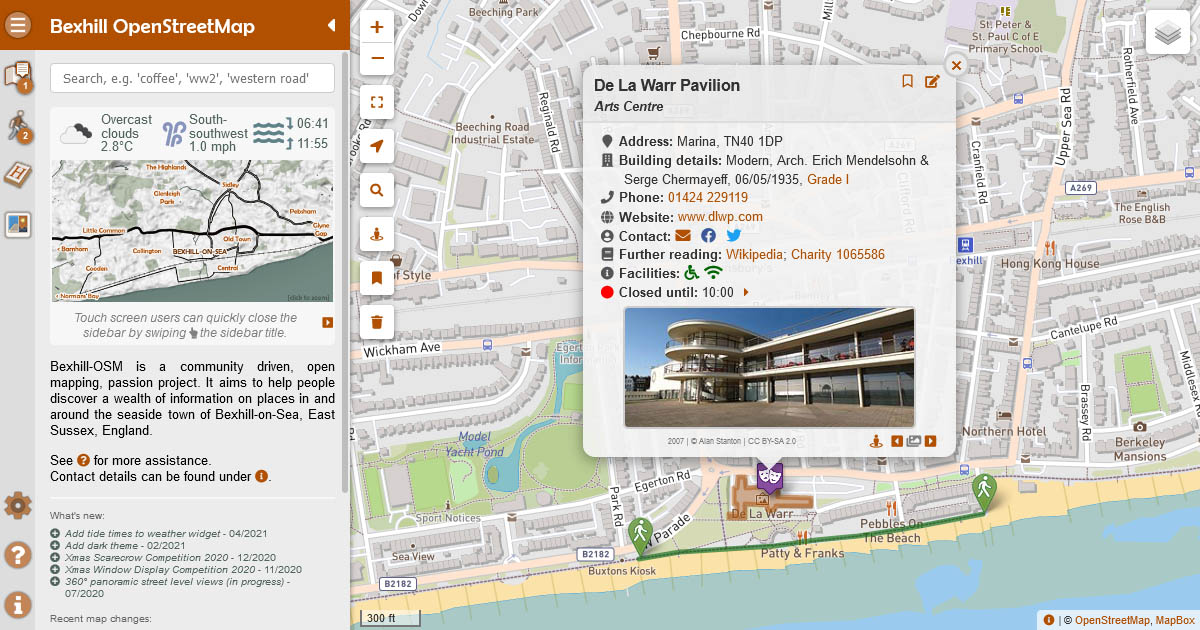 Bexhill OpenStreetMap
1
2
Search, e.g. 'coffee', 'ww2', 'western road'
Overcast
clouds
2.8°C
South-
southwest
1.0 mph
06:41
11:55
The Highlands
Sidley
Glenleigh
Park
Pebsham
Glyne
Gap
Little Common
Old Town
Barnhorn
Collington
BEXHILL-ON-SEA
Cooden
Central
Normans Bay
[click to zoom]
Touch screen users can quickly close the
sidebar by swiping the sidebar title.
Bexhill-OSM is a community driven, open
mapping, passion project. It aims to help people
discover a wealth of information on places in and
around the seaside town of Bexhill-on-Sea, East
Sussex, England.
See ? for more assistance.
Contact details can be found under i.
What's new:
Add tide times to weather widget - 04/2021
Add dark theme - 02/2021
Xmas Scarecrow Competition 2020 - 12/2020
Xmas Window Display Competition 2020 - 11/2020
360° panoramic street level views (in progress) -
07/2020
Recent map changes:
+
−
De La Warr Pavilion
Arts Centre
Address: Marina, TN40 1DP
Building details: Modern, Arch. Erich Mendelsohn &
Serge Chermayeff, 06/05/1935, Grade I
Phone: 01424 229119
Website: www.dlwp.com
Contact:
Further reading: Wikipedia; Charity 1065586
Facilities:
Closed until: 10:00
2007 | © Alan Stanton | CC BY-SA 2.0
Beeching Park
Chepbourne Rd
St. Peter &
St. Paul C of E
Primary School
Rotherfield Ave
Reginald Rd
Beeching Road
Industrial Estate
Upper Sea Rd
A269
Cranfield Rd
A269
The English
Rose B&B
Clifford Rd
Hong Kong House
of Style
Wickham Ave
Cantelupe Rd
Middlesex Rd
Brassey Rd
Model
Yacht Pond
Northern Hotel
Berkeley
Mansions
Egerton Rd
Park Rd
Sport Notices
De La Warr
Pebbles On
The Beach
Parade
Sea View
B2182
Patty & Franks
Buxtons Kiosk
B2182
300 ft
| © OpenStreetMap, MapBox